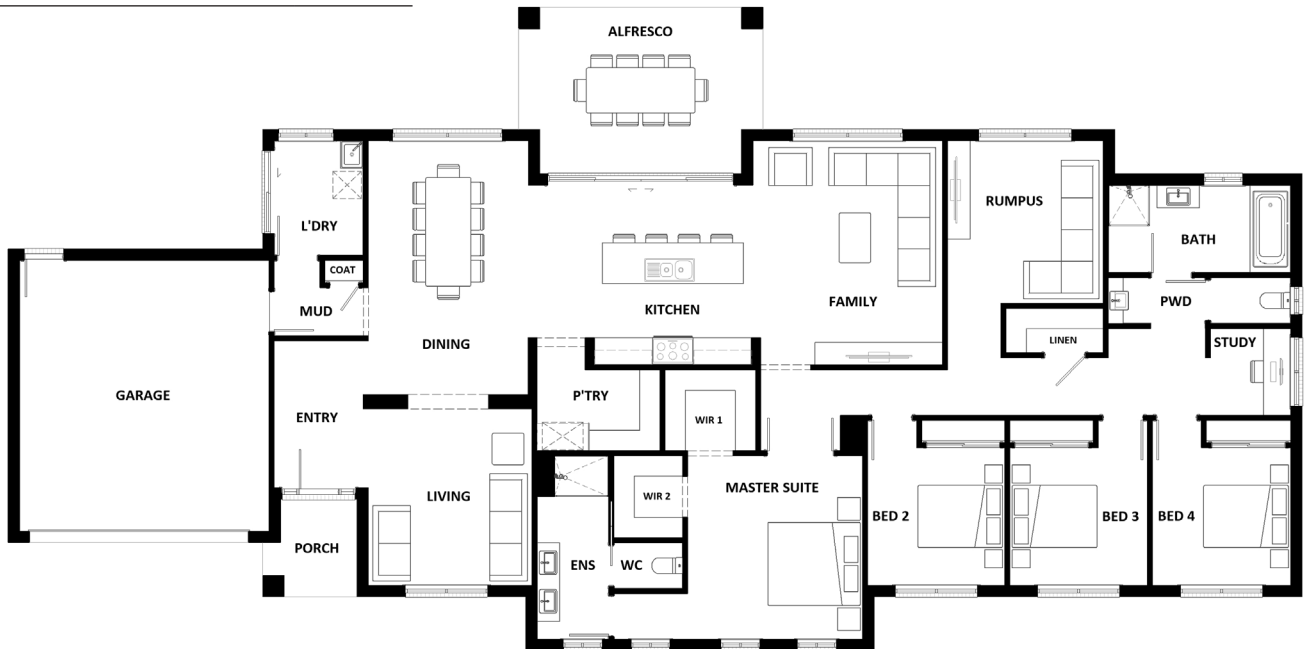 ALFRESCO
L'DRY
COAT
MUD
DINING
KITCHEN
FAMILY
RUMPUS
BATH
PWD
LINEN
STUDY
GARAGE
ENTRY
P'TRY
WIR 1
LIVING
WIR 2
MASTER SUITE
BED 2
BED 3
BED 4
PORCH
ENS
WC